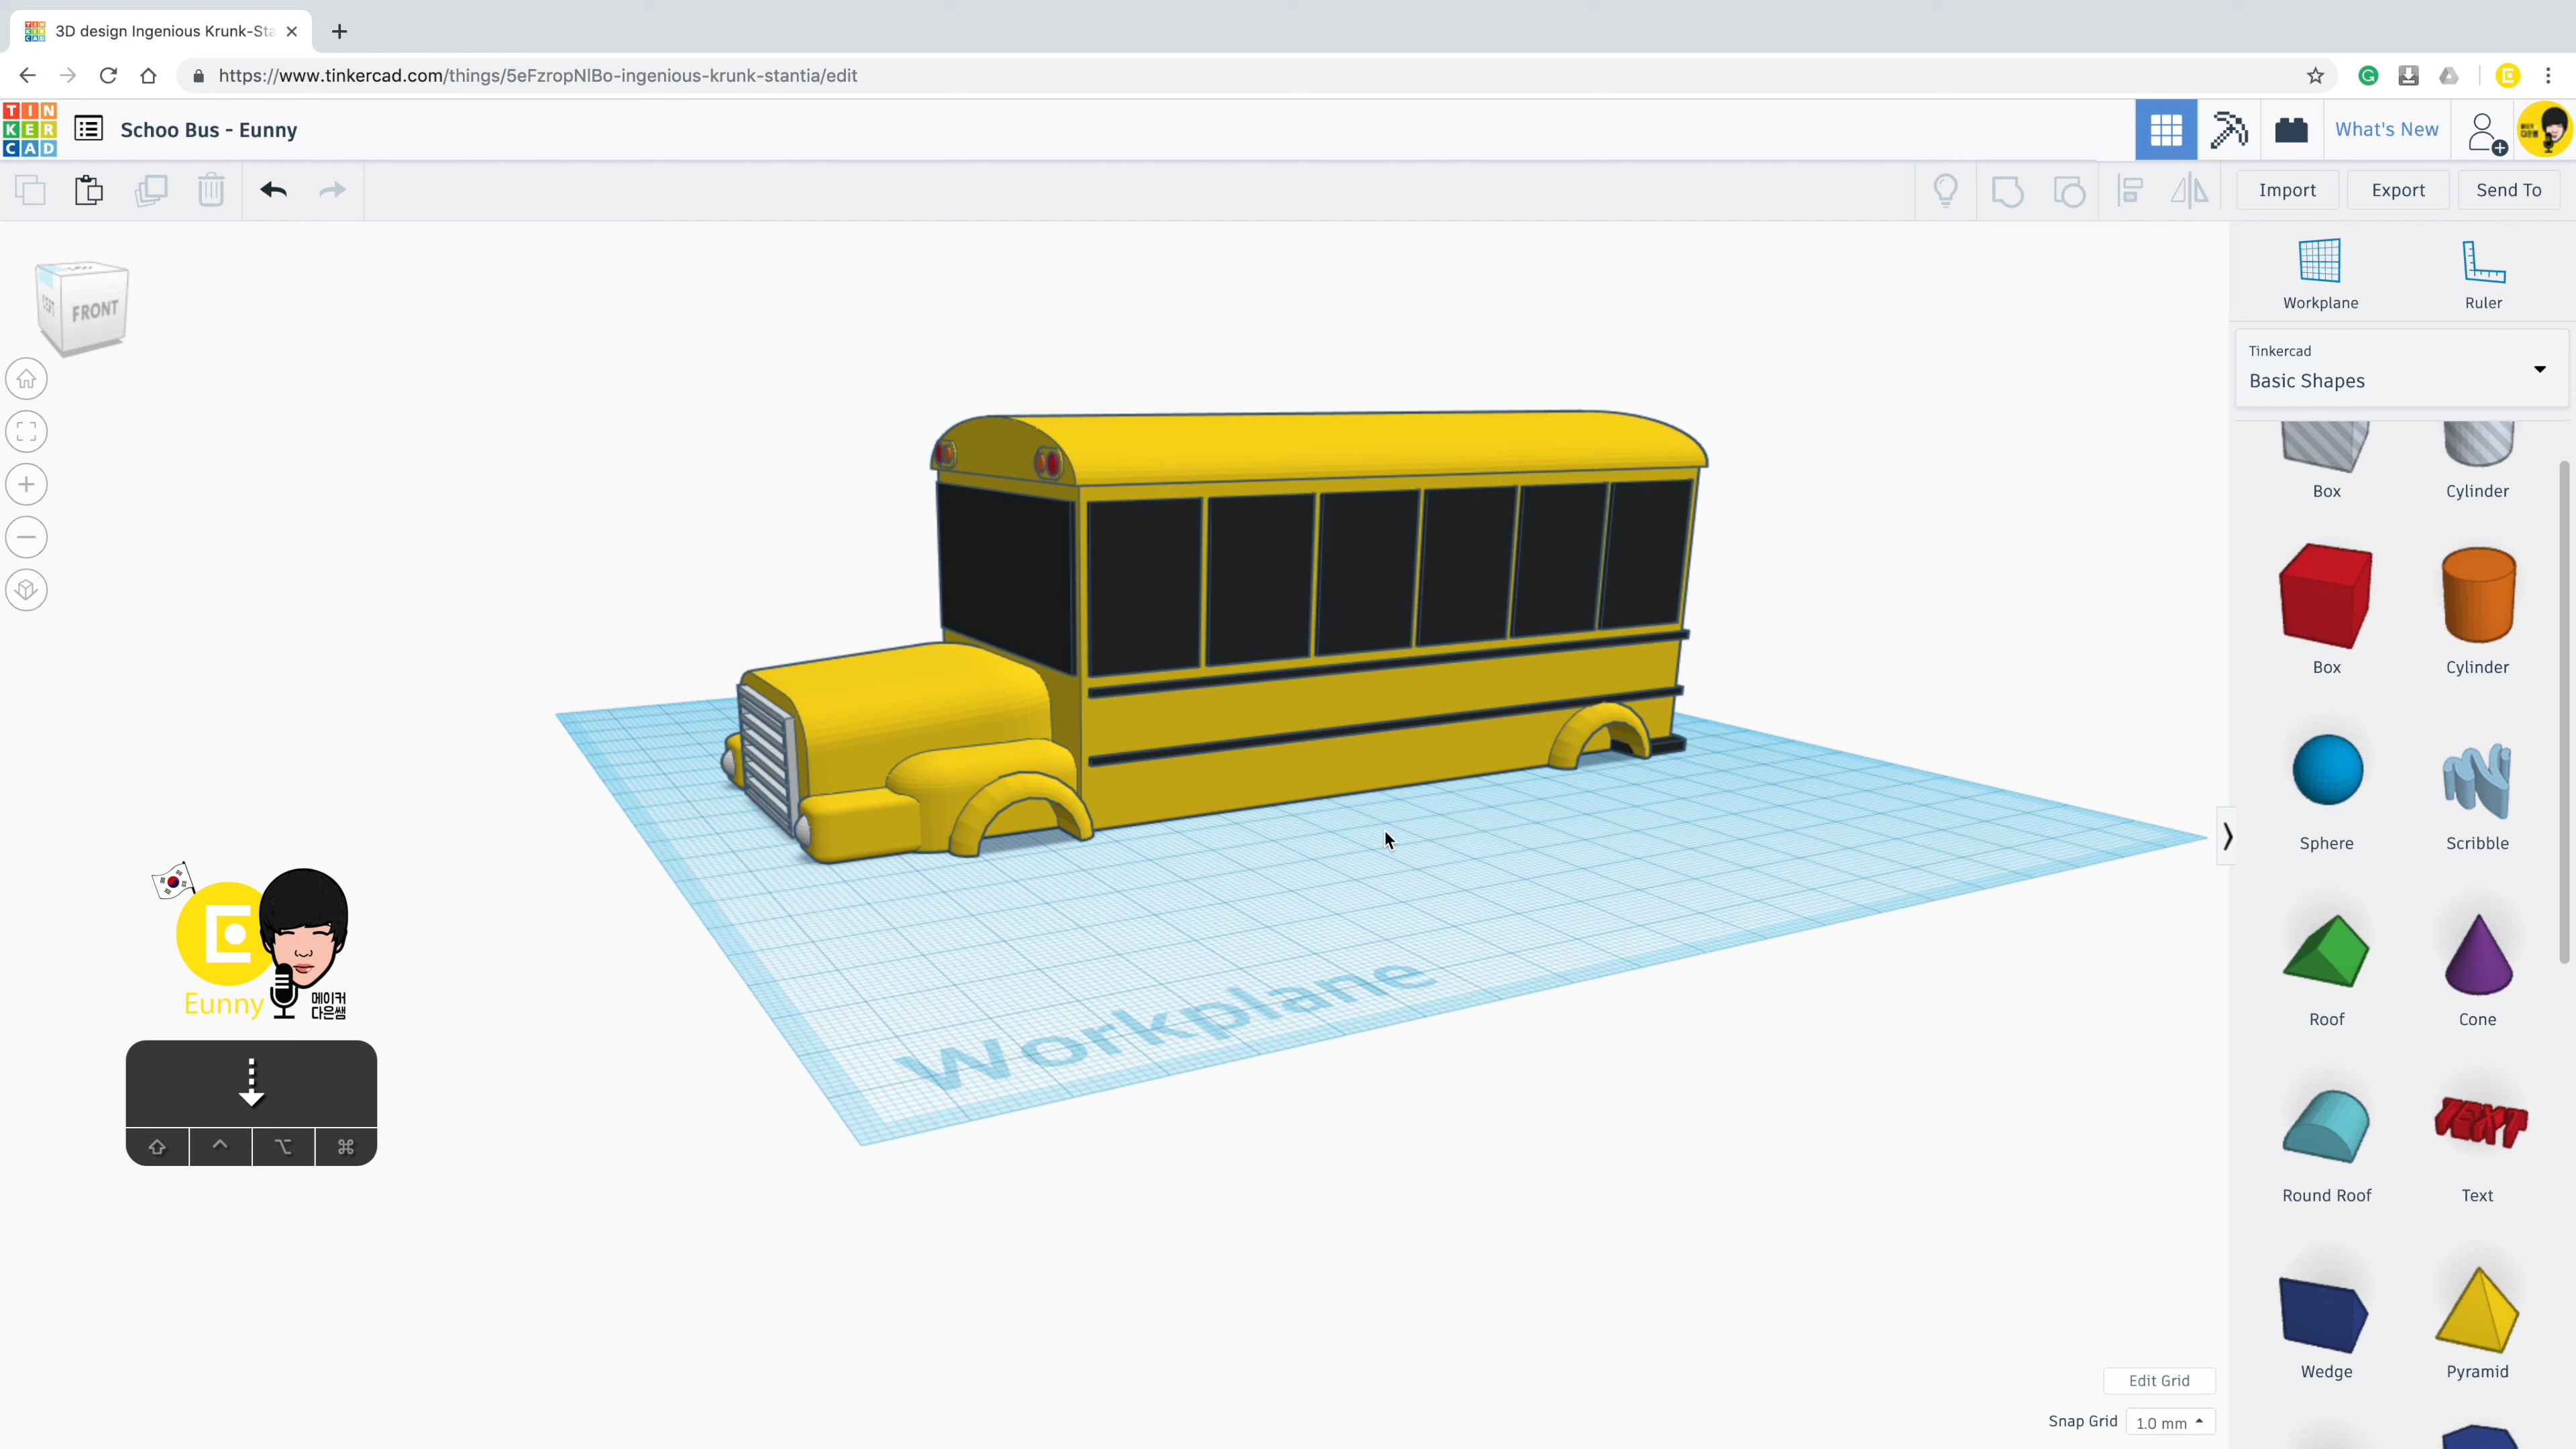 3D design Ingenious Krunk-Sta
https://www.tinkercad.com/things/5eFzropNlBo-ingenious-krunk-stantia/edit
TIN
KER
CAD
Schoo Bus - Eunny
What's New
Import
Export
Send To
FRONT
Workplane
Ruler
Tinkercad
Basic Shapes
Box
Cylinder
Box
Cylinder
Sphere
Scribble
Roof
Cone
Round Roof
TEXT
Text
Wedge
Pyramid
Workplane
Eunny
메이커
다은쌤
Edit Grid
Snap Grid
1.0 mm